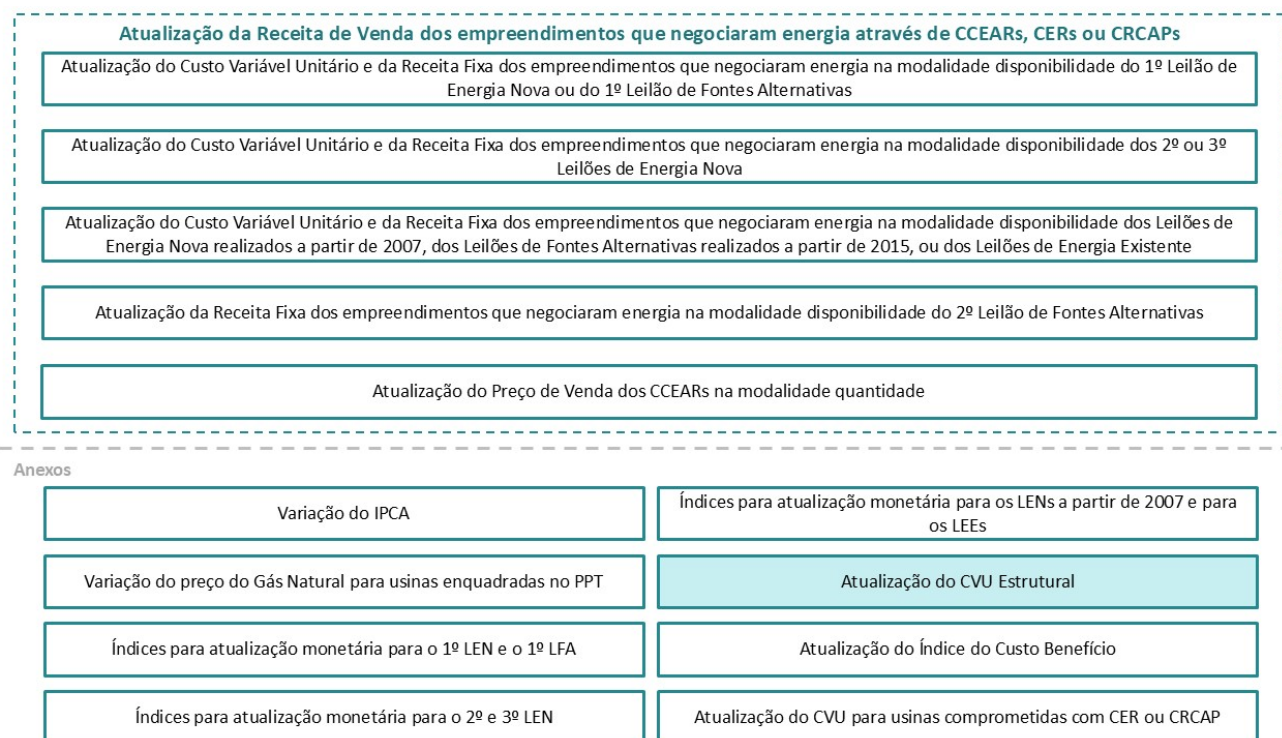 Atualização da Receita de Venda dos empreendimentos que negociaram energia através de CCEARs, CERs ou CRCAPs
Atualização do Custo Variável Unitário e da Receita Fixa dos empreendimentos que negociaram energia na modalidade disponibilidade do 1º Leilão de
Energia Nova ou do 1º Leilão de Fontes Alternativas
Atualização do Custo Variável Unitário e da Receita Fixa dos empreendimentos que negociaram energia na modalidade disponibilidade dos 2º ou 3º
Leilões de Energia Nova
Atualização do Custo Variável Unitário e da Receita Fixa dos empreendimentos que negociaram energia na modalidade disponibilidade dos Leilões de
Energia Nova realizados a partir de 2007, dos Leilões de Fontes Alternativas realizados a partir de 2015, ou dos Leilões de Energia Existente
Atualização da Receita Fixa dos empreendimentos que negociaram energia na modalidade disponibilidade do 2º Leilão de Fontes Alternativas
Atualização do Preço de Venda dos CCEARs na modalidade quantidade
Anexos
Variação do IPCA
Índices para atualização monetária para os LENs a partir de 2007 e para
os LEEs
Variação do preço do Gás Natural para usinas enquadradas no PPT
Atualização do CVU Estrutural
Índices para atualização monetária para o 1º LEN e o 1º LFA
Atualização do Índice do Custo Benefício
Índices para atualização monetária para o 2º e 3º LEN
Atualização do CVU para usinas comprometidas com CER ou CRCAP